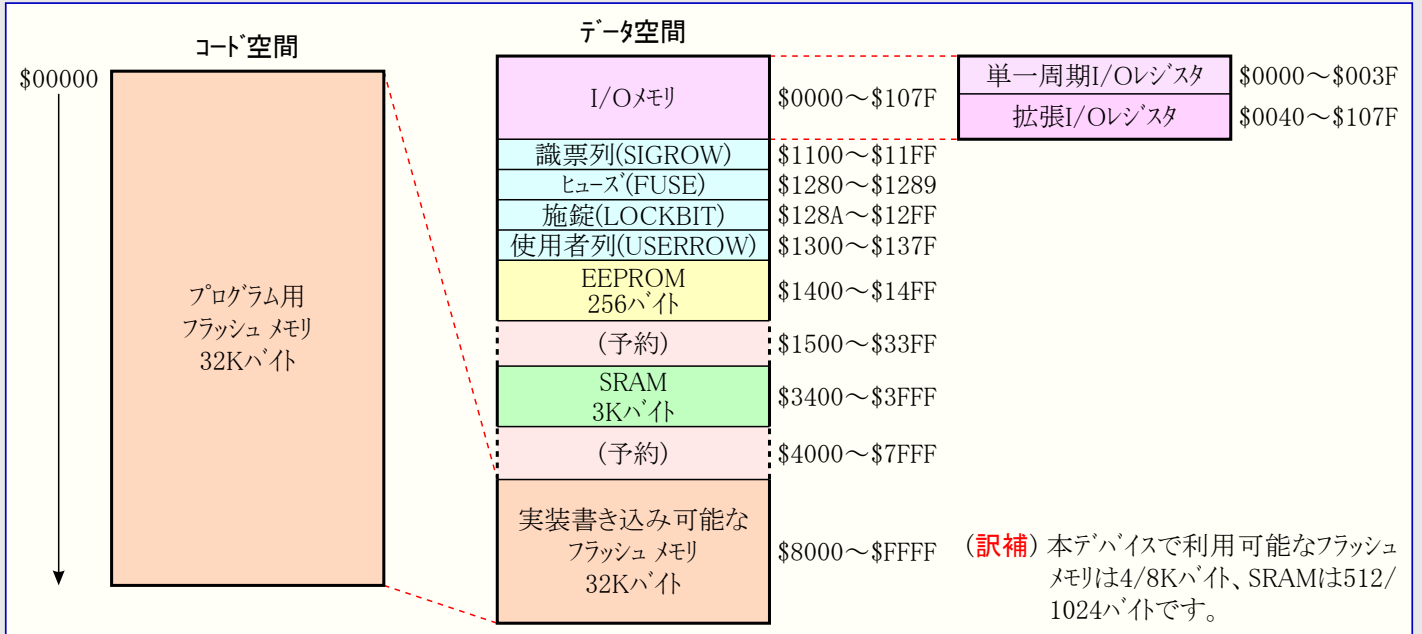 コード空間
$00000
プログラム用
フラッシュ メモリ
32Kバイト
データ空間
I/Oメモリ
$0000～$107F
識票列(SIGROW)
$1100～$11FF
ヒューズ(FUSE)
$1280～$1289
施錠(LOCKBIT)
$128A～$12FF
使用者列(USERROW)
$1300～$137F
EEPROM
256バイト
$1400～$14FF
(予約)
$1500～$33FF
SRAM
3Kバイト
$3400～$3FFF
(予約)
$4000～$7FFF
実装書き込み可能な
フラッシュ メモリ
32Kバイト
$8000～$FFFF
単一周期I/Oレジスタ
$0000～$003F
拡張I/Oレジスタ
$0040～$107F
(訳補) 本デバイスで利用可能なフラッシュ
メモリは4/8Kバイト、SRAMは512/
1024バイトです。